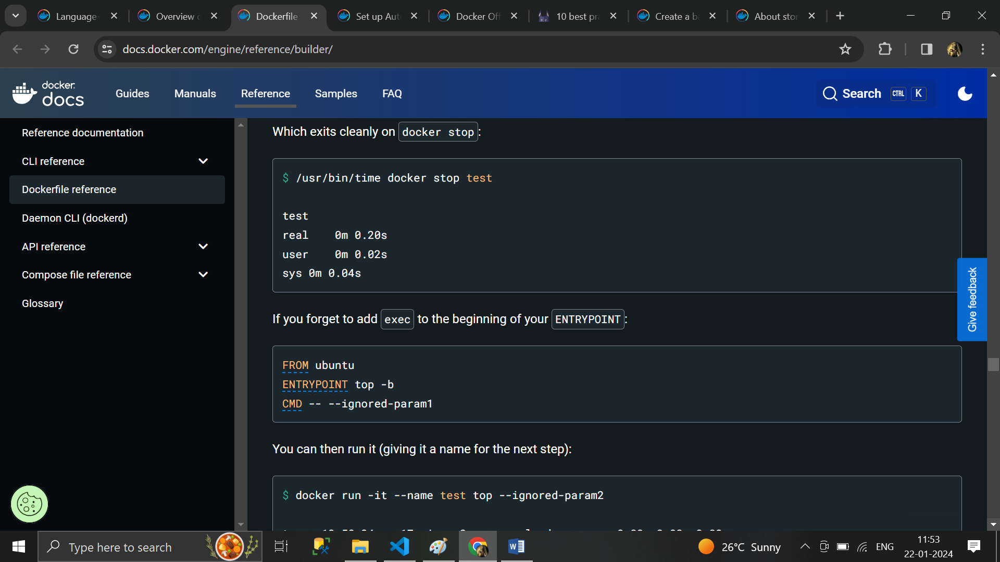 Language-
Overview c
Dockerfile
Set up Aut
Docker Off
10 best pra
Create a ba
About stor
docs.docker.com/engine/reference/builder/
docker docs
Guides
Manuals
Reference
Samples
FAQ
Search CTRL K
Reference documentation
CLI reference
Dockerfile reference
Daemon CLI (dockerd)
API reference
Compose file reference
Glossary
Which exits cleanly on docker stop:
$ /usr/bin/time docker stop test
test
real 0m 0.20s
user 0m 0.02s
sys 0m 0.04s
If you forget to add exec to the beginning of your ENTRYPOINT:
FROM ubuntu
ENTRYPOINT top -b
CMD -- --ignored-param1
You can then run it (giving it a name for the next step):
$ docker run -it --name test top --ignored-param2
Give feedback
Type here to search
26°C Sunny
ENG
11:53
22-01-2024